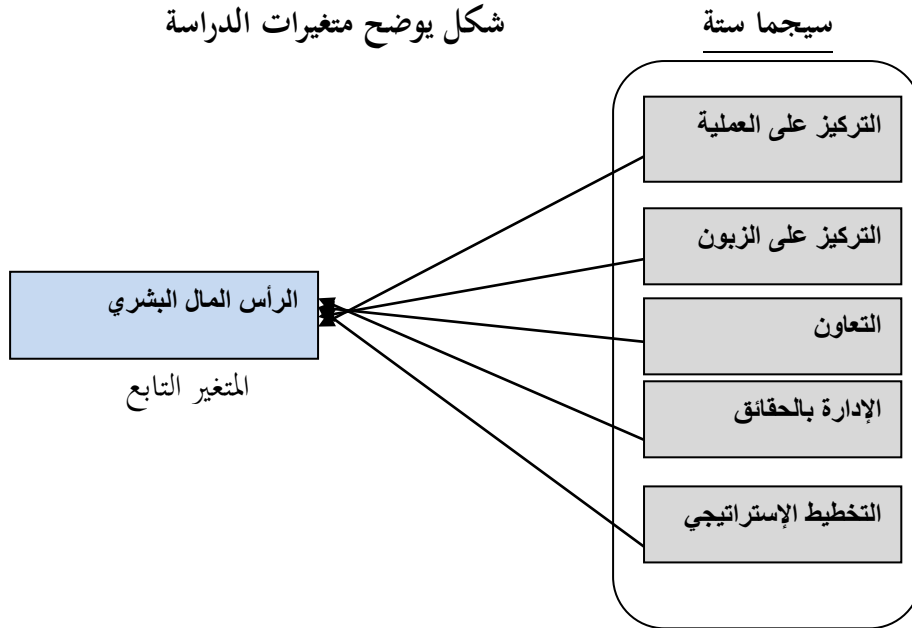 شكل يوضح متغيرات الدراسة
سيجما ستة
التركيز على العملية
التركيز على الزبون
التعاون
الإدارة بالحقائق
التخطيط الإستراتيجي
الرأس المال البشري
المتغير التابع